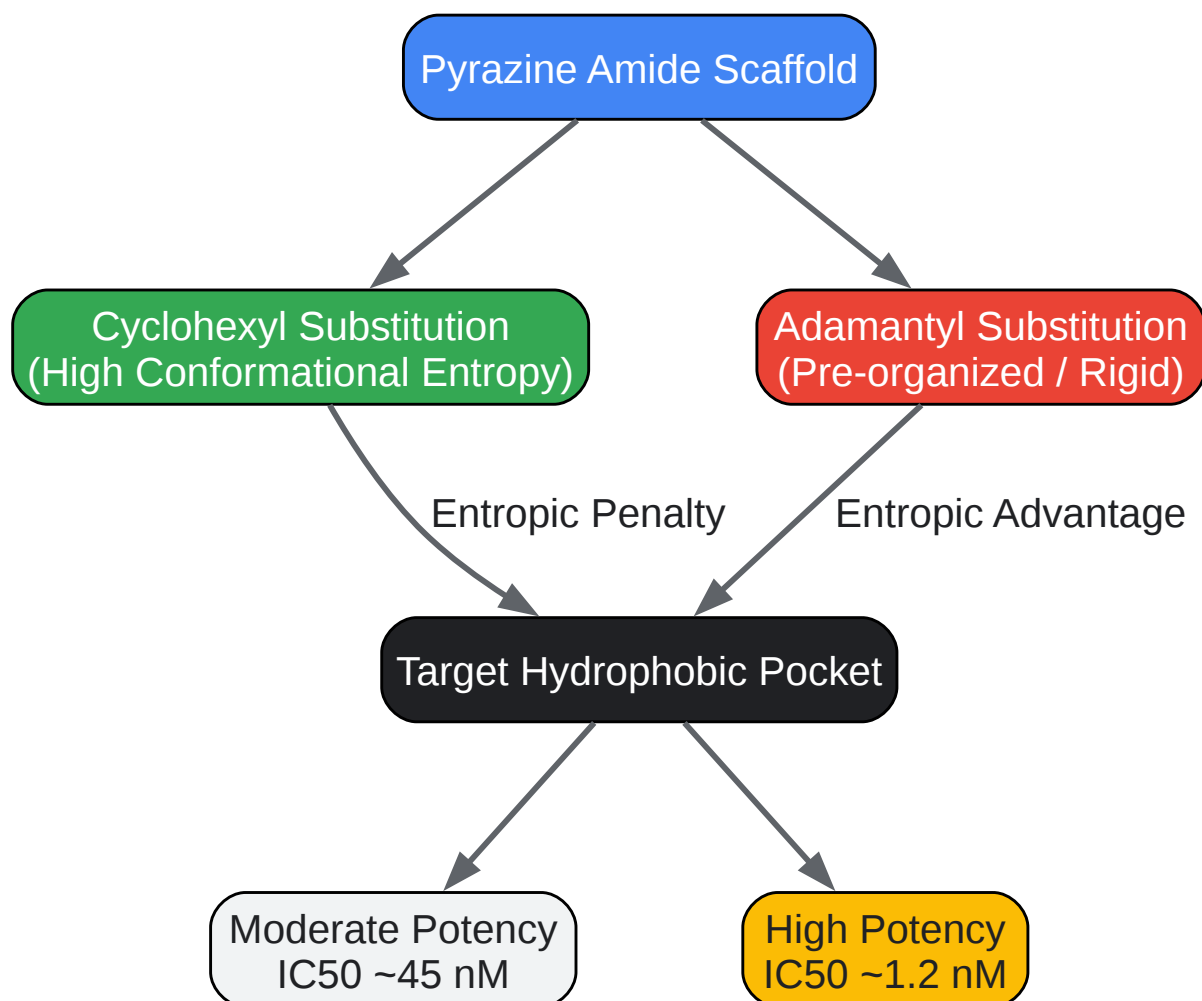 Pyrazine Amide Scaffold
Cyclohexyl Substitution
(High Conformational Entropy)
Adamantyl Substitution
(Pre-organized / Rigid)
Entropic Penalty
Entropic Advantage
Target Hydrophobic Pocket
Moderate Potency
IC50 ~45 nM
High Potency
IC50 ~1.2 nM